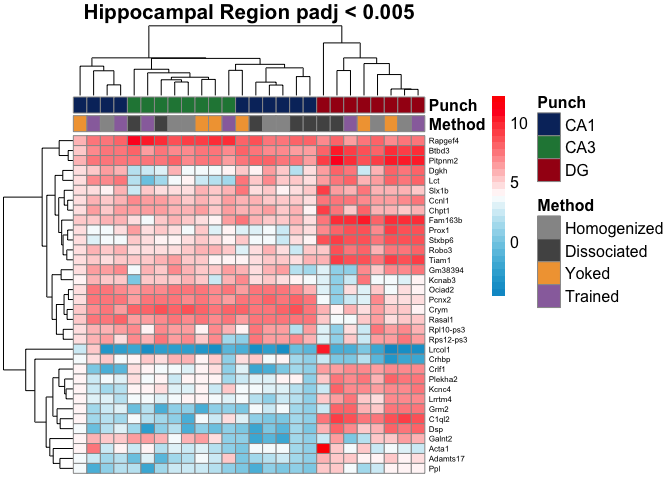 Hippocampal Region padj < 0.005
Punch
Method
Rapgef4
Btbd3
Pitpnm2
Dgkh
Lct
Slx1b
Ccnl1
Chpt1
Fam163b
Prox1
Stxbp6
Robo3
Tiam1
Gm38394
Kcnab3
Ociad2
Pcnx2
Crym
Rasal1
Rpl10-ps3
Rps12-ps3
Lrcol1
Crhbp
Crlf1
Plekha2
Kcnc4
Lrrtm4
Grm2
C1ql2
Dsp
Galnt2
Acta1
Adamts17
Ppl
10
5
0
Punch
CA1
CA3
DG
Method
Homogenized
Dissociated
Yoked
Trained